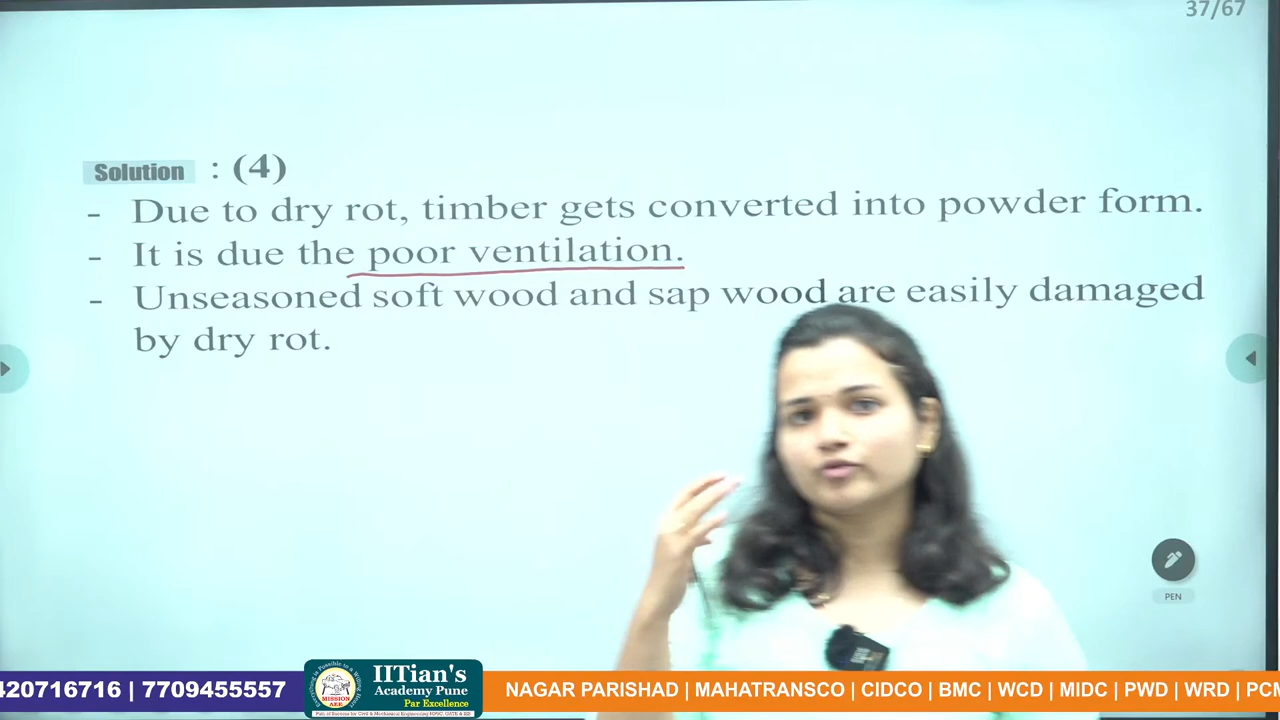 37/67
Solution : (4)
- Due to dry rot, timber gets converted into powder form.
- It is due the poor ventilation.
- Unseasoned soft wood and sap wood are easily damaged
by dry rot.
PEN
420716716 | 7709455557
MISSION
AEE
IITian's
Academy Pune
Par Excellence
NAGAR PARISHAD | MAHATRANSCO | CIDCO | BMC | WCD | MIDC | PWD | WRD | PCM